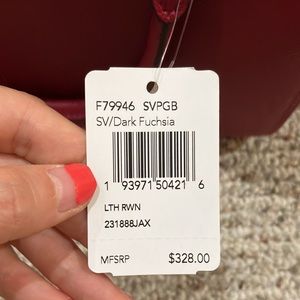 F79946 SVPGB
SV/Dark Fuchsia
1 93971 50421 6
LTH RWN
231888JAX
MFSRP $328.00